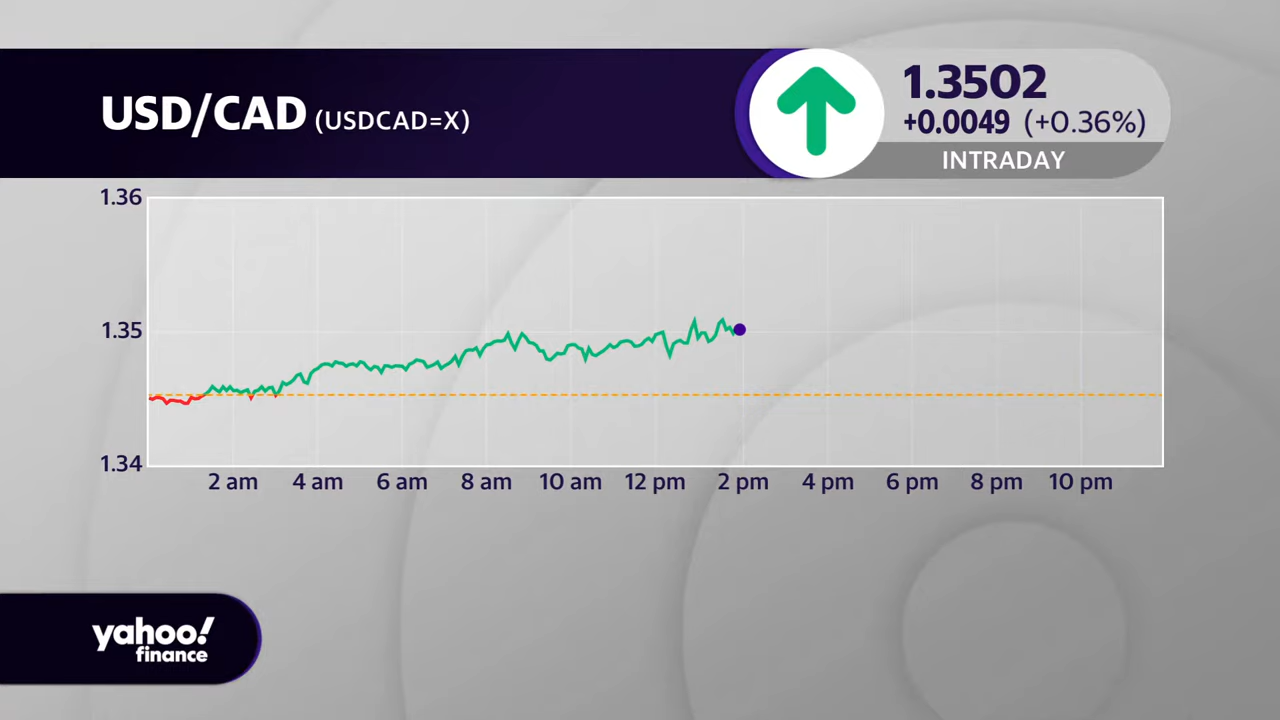 USD/CAD (USDCAD=X)
1.3502
+0.0049 (+0.36%)
INTRADAY
1.36
1.35
1.34
2 am 4 am 6 am 8 am 10 am 12 pm 2 pm 4 pm 6 pm 8 pm 10 pm
yahoo!
finance